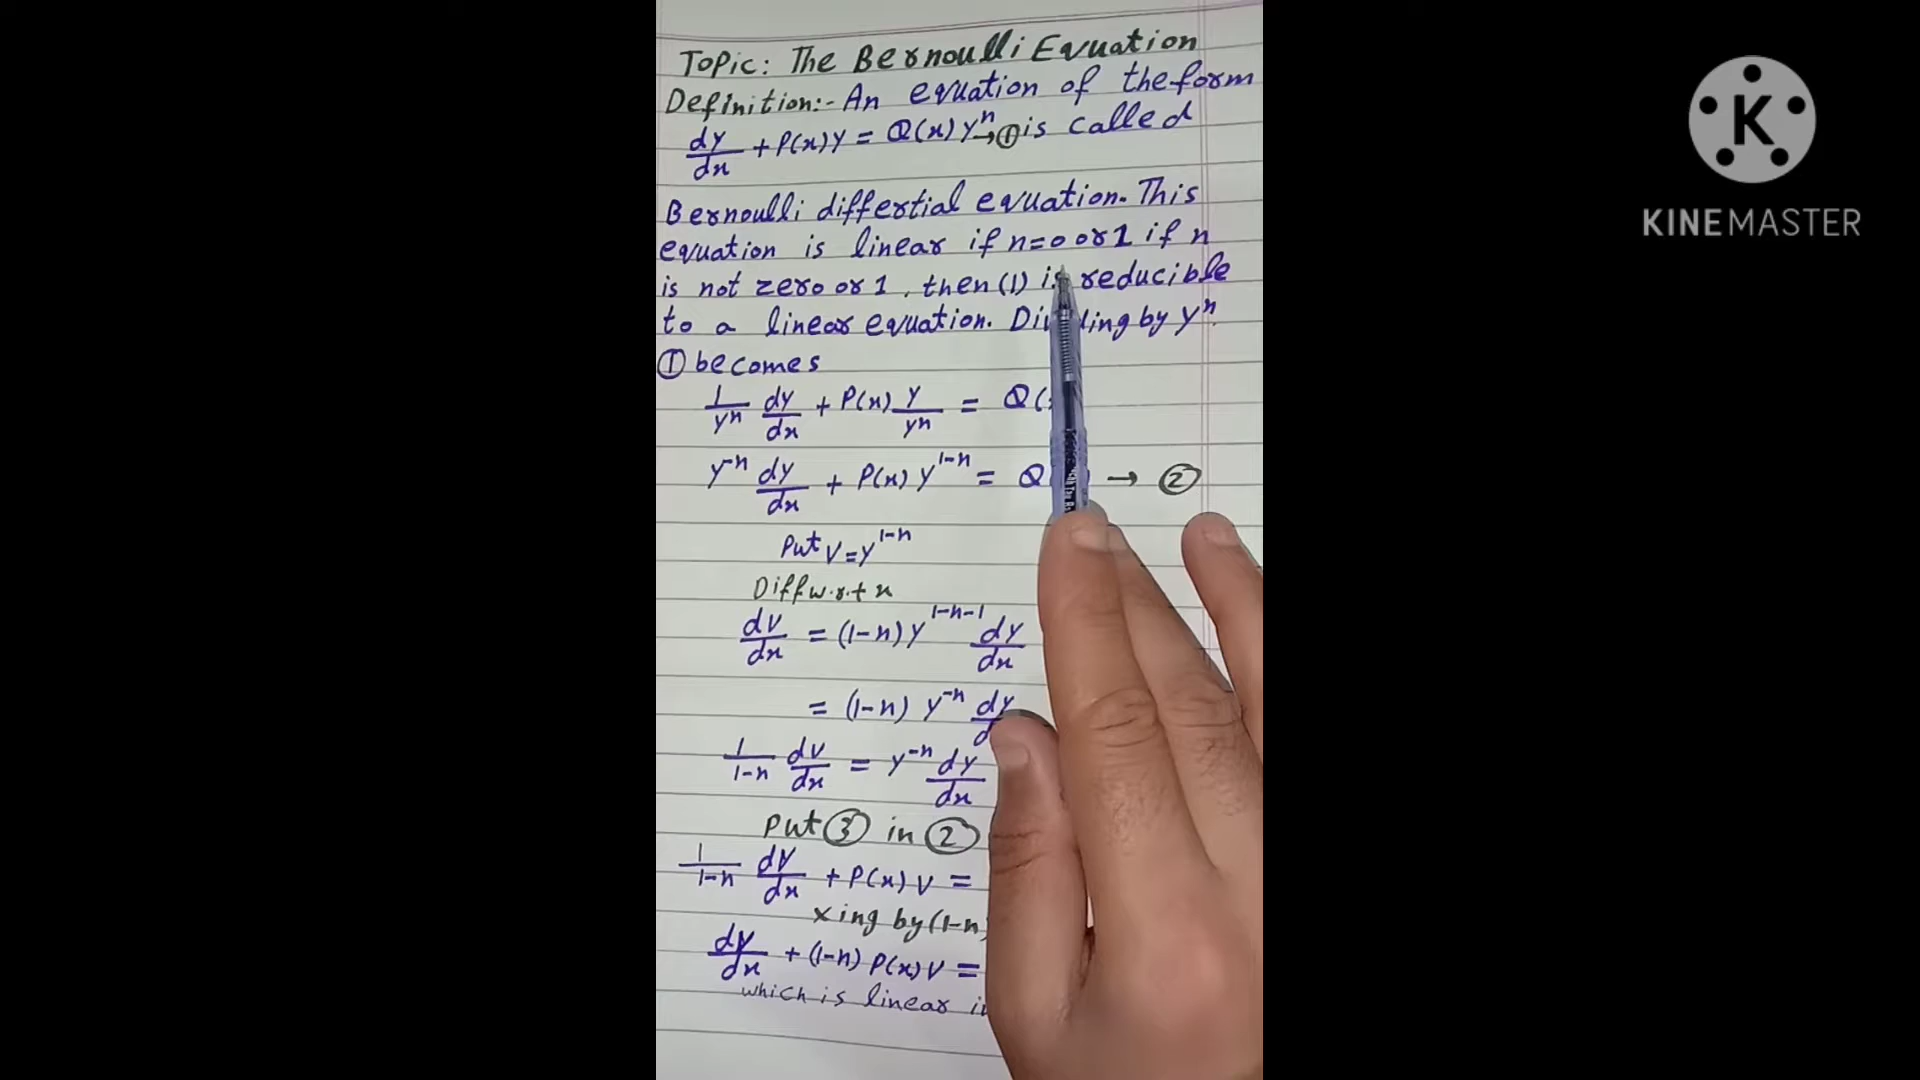 Topic: The Bernoulli Equation
Definition:- An equation of the form
dy/dx + P(x)y = Q(x)y^n → ① is called
Bernoulli differtial equation. This
equation is linear if n=0 or 1 if n
is not zero or 1, then (1) is reducible
to a linear equation. Dividing by y^n.
① becomes
1/y^n dy/dx + P(x) y/y^n = Q(
y^-n dy/dx + P(x) y^1-n = Q → ②
Put v=y^1-n
Diff w.r.t x
dv/dx = (1-n) y^1-n-1 dy/dx
= (1-n) y^-n dy/d
1/1-n dv/dx = y^-n dy/dx
Put ③ in ②
1/1-n dv/dx + P(x) v =
xing by (1-n)
dv/dx + (1-n) P(x) v =
which is linear in
K
KINEMASTER